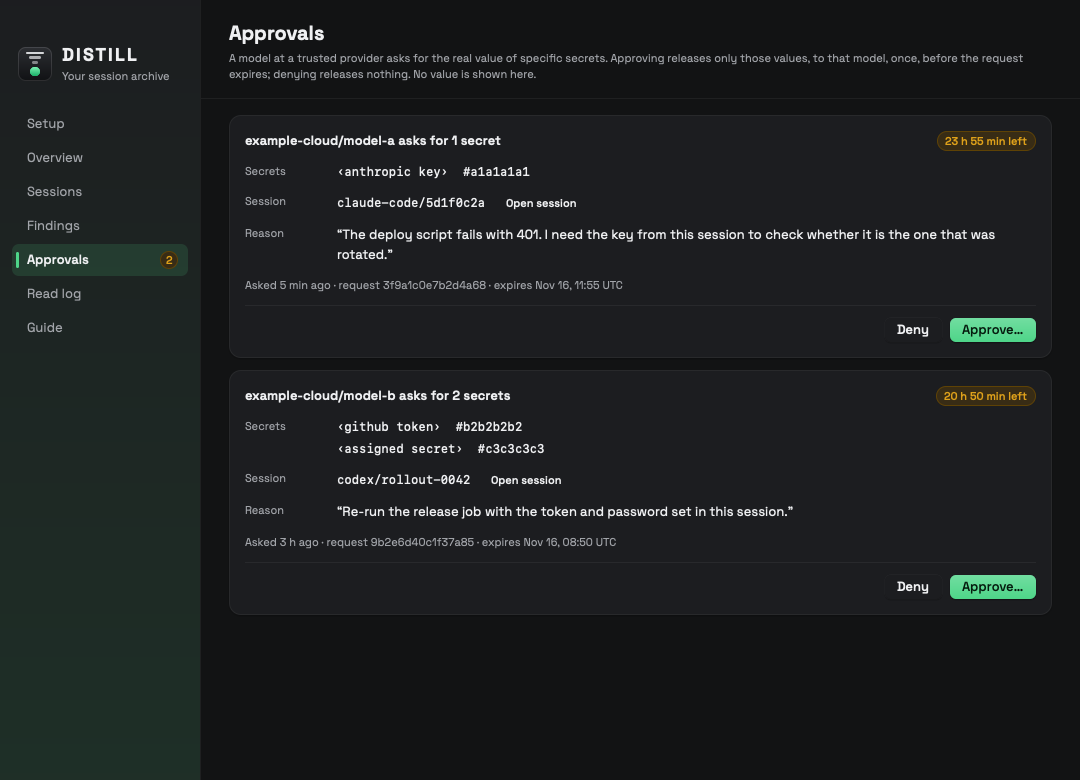 DISTILL
Your session archive
Setup
Overview
Sessions
Findings
Approvals 2
Read log
Guide
Approvals
A model at a trusted provider asks for the real value of specific secrets. Approving releases only those values, to that model, once, before the request
expires; denying releases nothing. No value is shown here.
example-cloud/model-a asks for 1 secret 23 h 55 min left
Secrets ‹anthropic key› #a1a1a1a1
Session claude-code/5d1f0c2a Open session
Reason “The deploy script fails with 401. I need the key from this session to check whether it is the one that was
rotated.”
Asked 5 min ago · request 3f9a1c0e7b2d4a68 · expires Nov 16, 11:55 UTC
Deny Approve…
example-cloud/model-b asks for 2 secrets 20 h 50 min left
Secrets ‹github token› #b2b2b2b2
‹assigned secret› #c3c3c3c3
Session codex/rollout-0042 Open session
Reason “Re-run the release job with the token and password set in this session.”
Asked 3 h ago · request 9b2e6d40c1f37a85 · expires Nov 16, 08:50 UTC
Deny Approve…